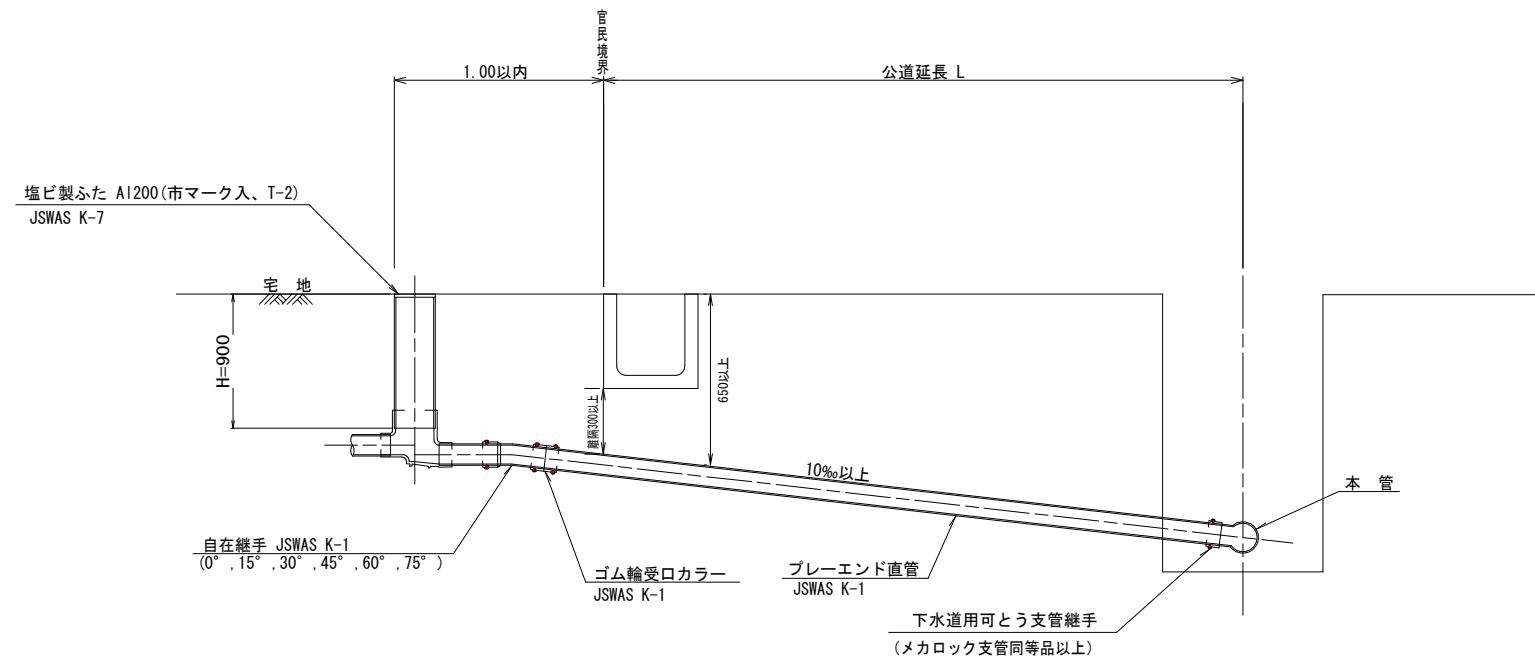 官民境界
1.00以内
公道延長 L
塩ビ製ふた AI200(市マーク入、T-2)
JSWAS K-7
宅 地
H=900
離隔300以上
650以上
10‰以上
本 管
自在継手 JSWAS K-1
(0°,15°,30°,45°,60°,75°)
ゴム輪受口カラー
JSWAS K-1
プレーエンド直管
JSWAS K-1
下水道用可とう支管継手
(メカロック支管同等品以上)